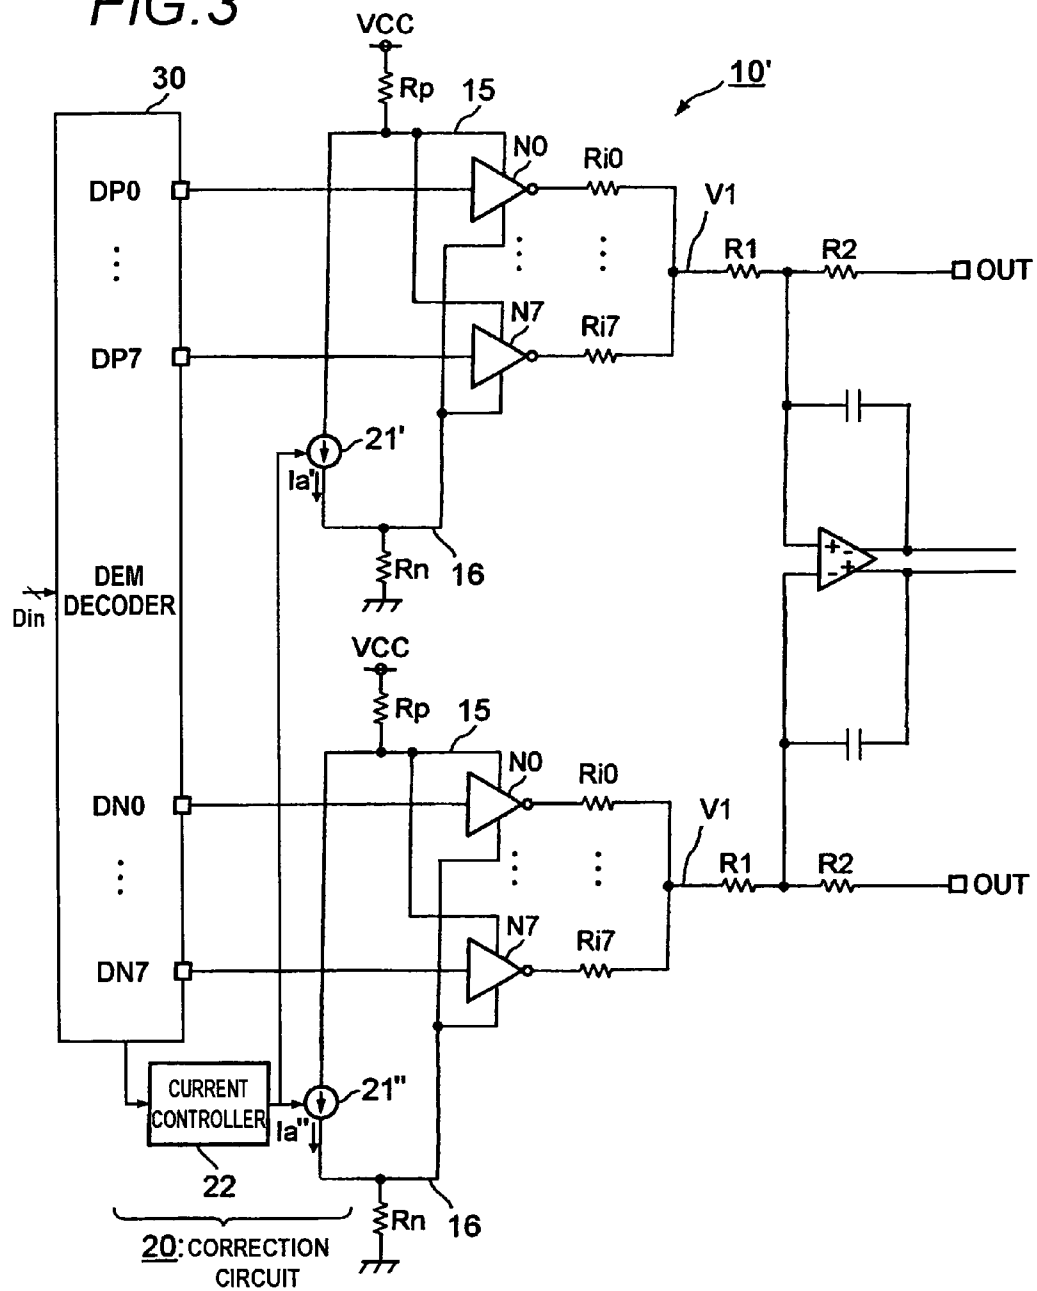 FIG.3
VCC
30
Rp
15
10'
N0
Ri0
DP0
V1
R1
R2
OUT
N7
Ri7
DP7
21'
Ia'
Rn
16
DEM
DECODER
Din
VCC
Rp
15
N0
Ri0
DN0
V1
R1
R2
OUT
N7
Ri7
DN7
CURRENT
CONTROLLER
21"
Ia"
22
Rn
16
20:CORRECTION
CIRCUIT